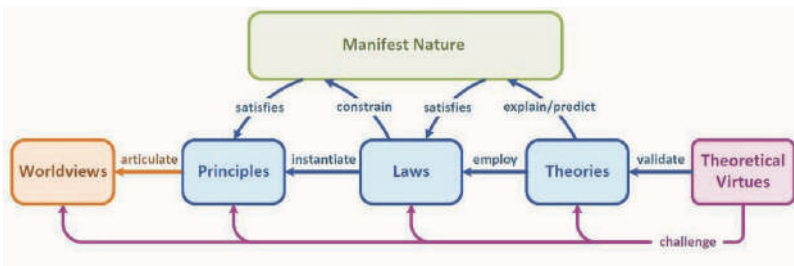 Manifest Nature
satisfies constrain satisfies explain/predict
Worldviews articulate Principles instantiate Laws employ Theories validate Theoretical
Virtues
challenge